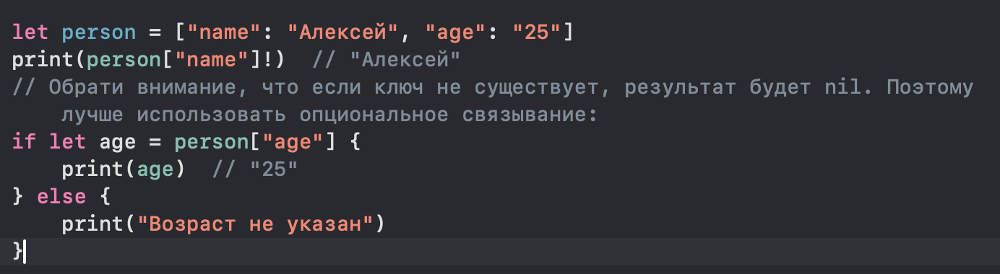 let person = ["name": "Алексей", "age": "25"]
print(person["name"]!)  // "Алексей"
// Обрати внимание, что если ключ не существует, результат будет nil. Поэтому
    лучше использовать опциональное связывание:
if let age = person["age"] {
    print(age)  // "25"
} else {
    print("Возраст не указан")
}